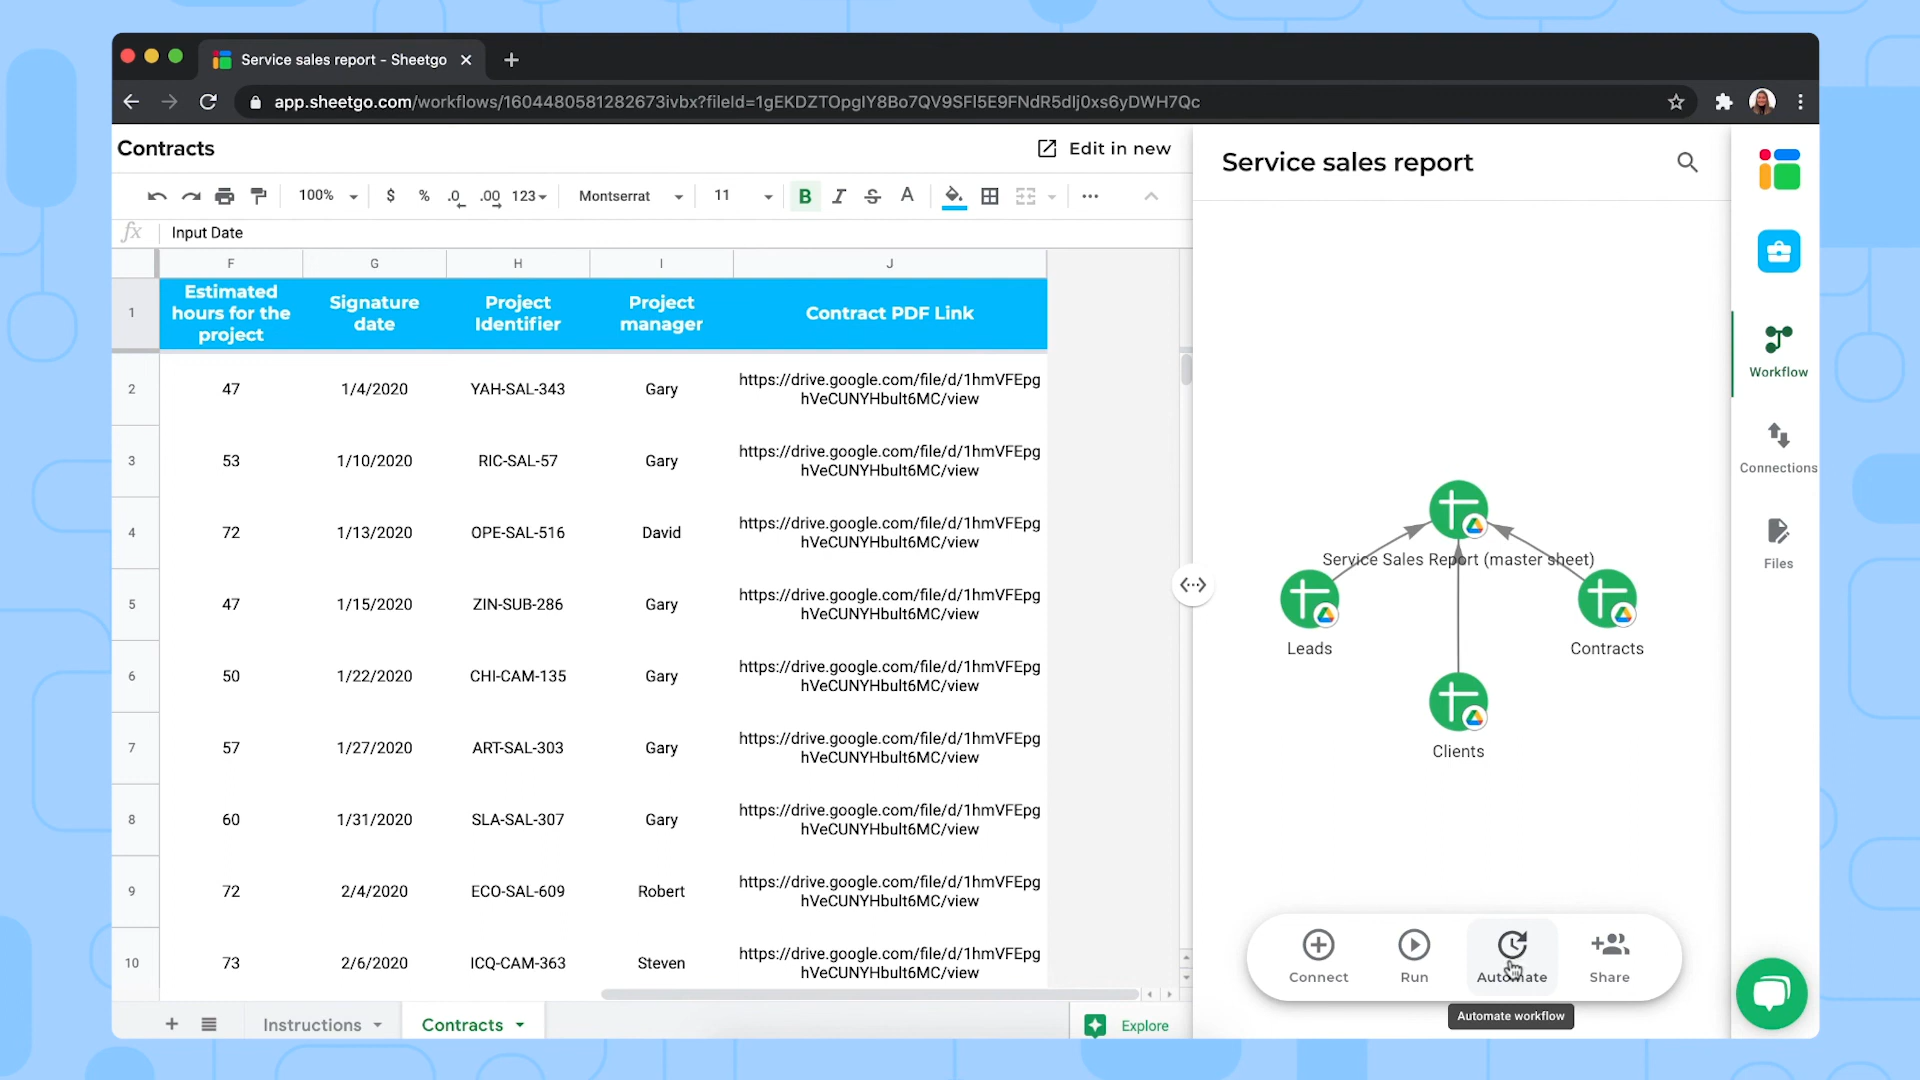 Service sales report - Sheetgo
app.sheetgo.com/workflows/1604480581282673ivbx?fileId=1gEKDZTOpgIY8Bo7QV9SFI5E9FNdR5dIj0xs6yDWH7Qc
Contracts
Edit in new
100%
$
%
.0
.00
123
Montserrat
11
B
I
S
A
fx
Input Date
F
G
H
I
J
1
Estimated
hours for the
project
Signature
date
Project
Identifier
Project
manager
Contract PDF Link
2
47
1/4/2020
YAH-SAL-343
Gary
https://drive.google.com/file/d/1hmVFEpg
hVeCUNYHbult6MC/view
3
53
1/10/2020
RIC-SAL-57
Gary
https://drive.google.com/file/d/1hmVFEpg
hVeCUNYHbult6MC/view
4
72
1/13/2020
OPE-SAL-516
David
https://drive.google.com/file/d/1hmVFEpg
hVeCUNYHbult6MC/view
5
47
1/15/2020
ZIN-SUB-286
Gary
https://drive.google.com/file/d/1hmVFEpg
hVeCUNYHbult6MC/view
6
50
1/22/2020
CHI-CAM-135
Gary
https://drive.google.com/file/d/1hmVFEpg
hVeCUNYHbult6MC/view
7
57
1/27/2020
ART-SAL-303
Gary
https://drive.google.com/file/d/1hmVFEpg
hVeCUNYHbult6MC/view
8
60
1/31/2020
SLA-SAL-307
Gary
https://drive.google.com/file/d/1hmVFEpg
hVeCUNYHbult6MC/view
9
72
2/4/2020
ECO-SAL-609
Robert
https://drive.google.com/file/d/1hmVFEpg
hVeCUNYHbult6MC/view
10
73
2/6/2020
ICQ-CAM-363
Steven
https://drive.google.com/file/d/1hmVFEpg
hVeCUNYHbult6MC/view
Instructions
Contracts
Explore
Service sales report
Service Sales Report (master sheet)
Leads
Contracts
Clients
Connect
Run
Automate
Share
Automate workflow
Workflow
Connections
Files